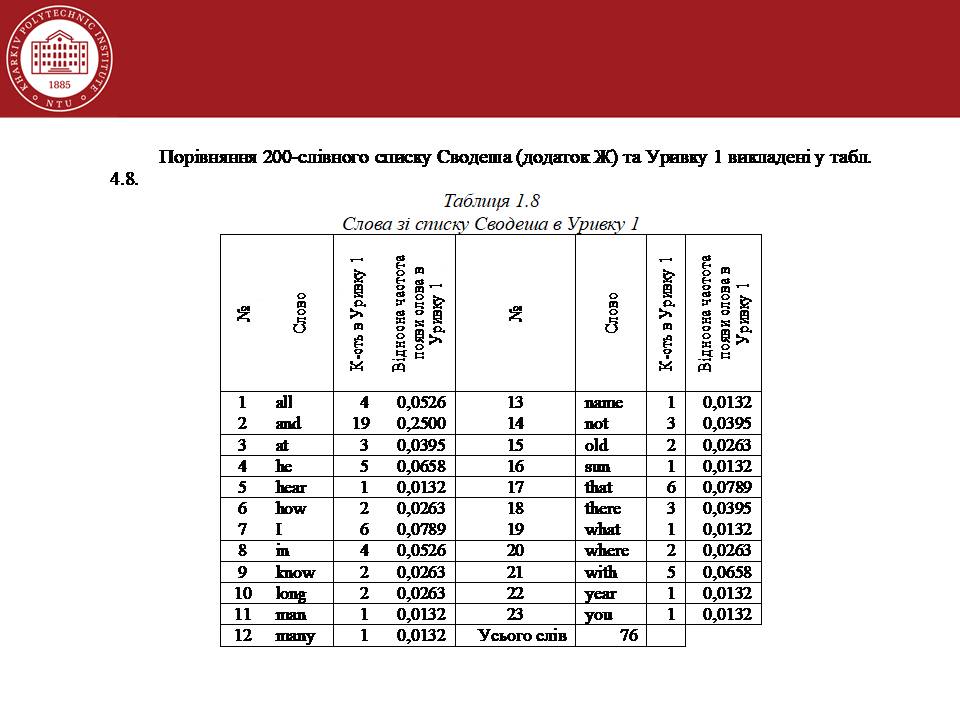 KHARKIV POLYTECHNIC INSTITUTE
1885
NTU
Порівняння 200-слівного списку Сводеша (додаток Ж) та Уривку 1 викладені у табл.
4.8.
Таблиця 1.8
Слова зі списку Сводеша в Уривку 1
№ Слово К-сть в Уривку 1 Відносна частота появи слова в Уривку 1 № Слово К-сть в Уривку 1 Відносна частота появи слова в Уривку 1
1 all 4 0,0526 13 name 1 0,0132
2 and 19 0,2500 14 not 3 0,0395
3 at 3 0,0395 15 old 2 0,0263
4 he 5 0,0658 16 sun 1 0,0132
5 hear 1 0,0132 17 that 6 0,0789
6 how 2 0,0263 18 there 3 0,0395
7 I 6 0,0789 19 what 1 0,0132
8 in 4 0,0526 20 where 2 0,0263
9 know 2 0,0263 21 with 5 0,0658
10 long 2 0,0263 22 year 1 0,0132
11 man 1 0,0132 23 you 1 0,0132
12 many 1 0,0132 Усього слів 76